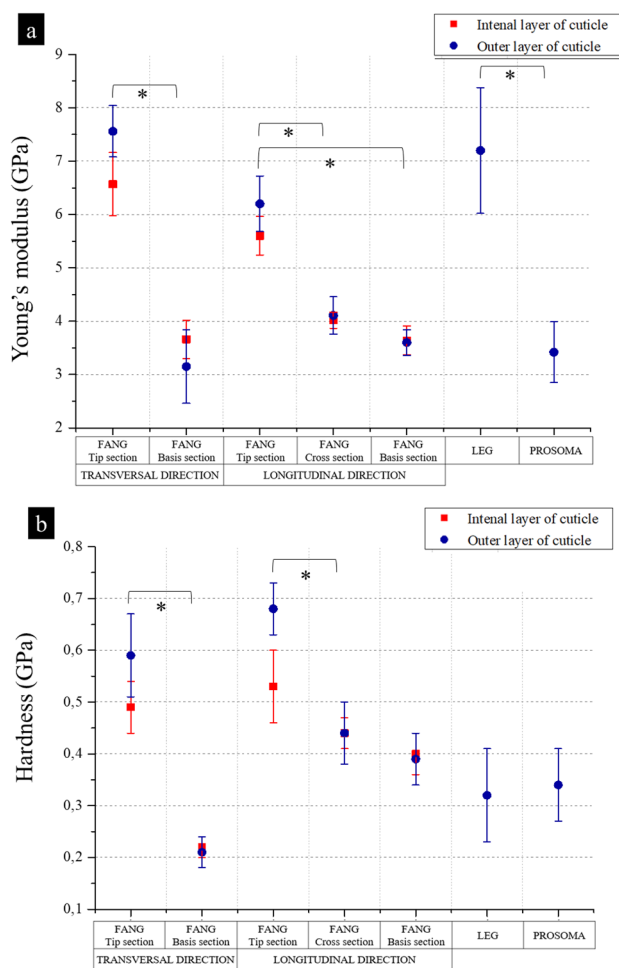 a
Intenal layer of cuticle
Outer layer of cuticle
9
8
7
6
5
4
3
2
Young's modulus (GPa)
*
*
*
*
FANG
Tip section
FANG
Basis section
FANG
Tip section
FANG
Cross section
FANG
Basis section
LEG
PROSOMA
TRANSVERSAL DIRECTION
LONGITUDINAL DIRECTION
b
Intenal layer of cuticle
Outer layer of cuticle
0,8
0,7
0,6
0,5
0,4
0,3
0,2
0,1
Hardness (GPa)
*
*
FANG
Tip section
FANG
Basis section
FANG
Tip section
FANG
Cross section
FANG
Basis section
LEG
PROSOMA
TRANSVERSAL DIRECTION
LONGITUDINAL DIRECTION